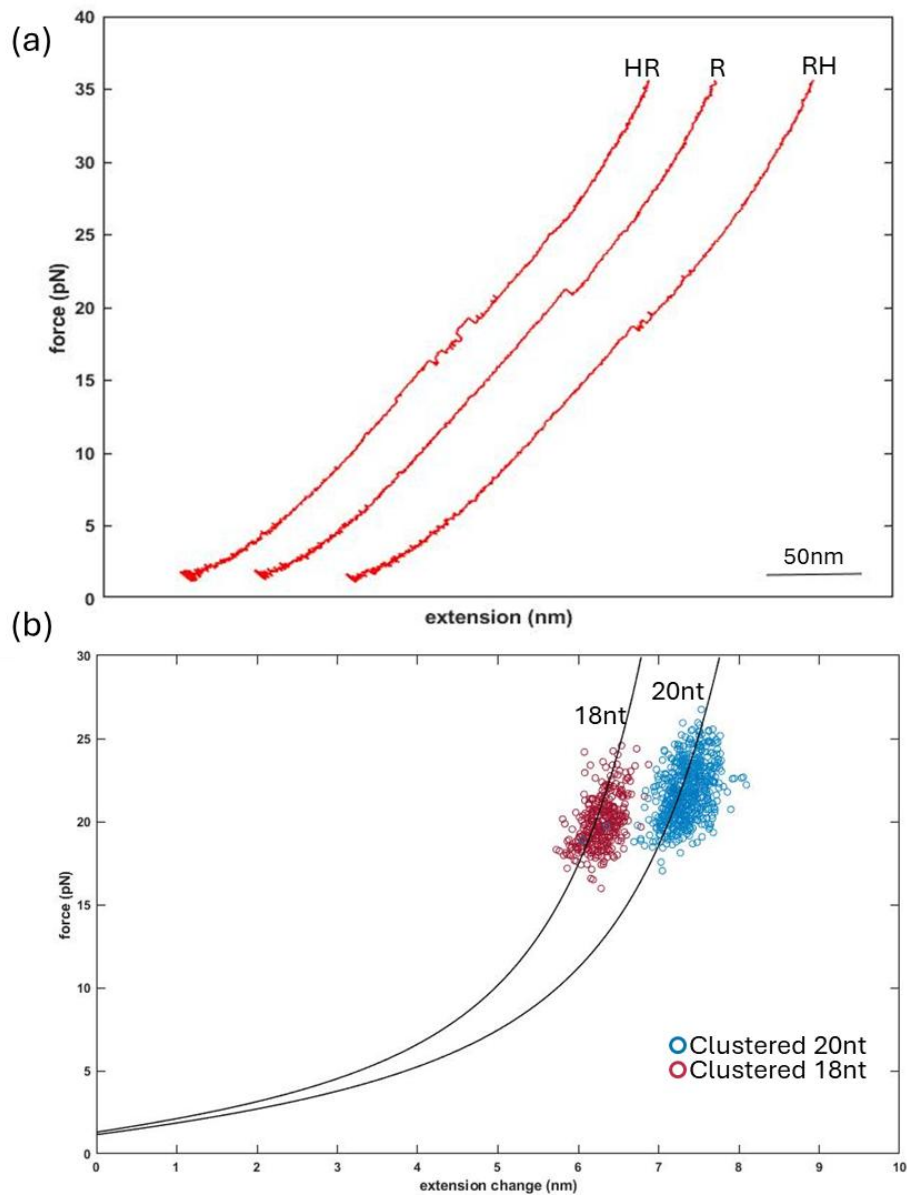 (a)
40
35
30
25
20
15
10
5
0
force (pN)
HR R RH
50nm
extension (nm)
(b)
30
25
20
15
10
5
0
force (pN)
18nt 20nt
Clustered 20nt
Clustered 18nt
0 1 2 3 4 5 6 7 8 9 10
extension change (nm)